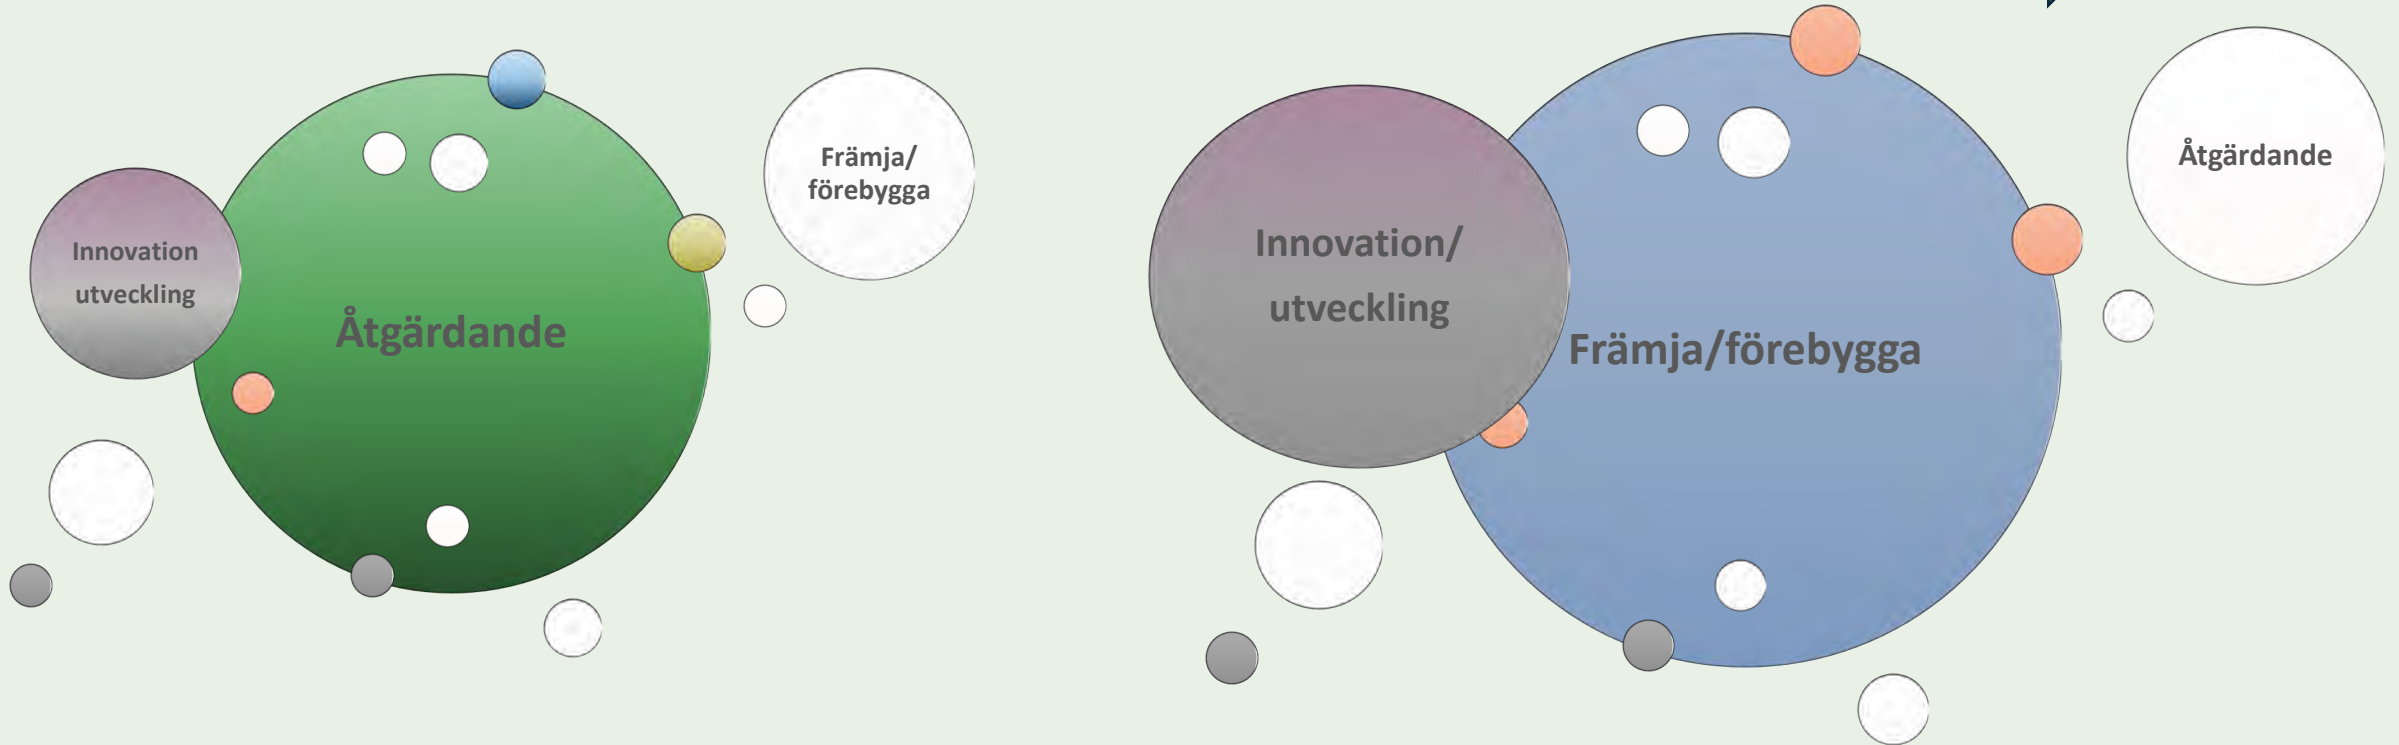 Innovation
utveckling
Åtgärdande
Främja/
förebygga
Innovation/
utveckling
Främja/förebygga
Åtgärdande